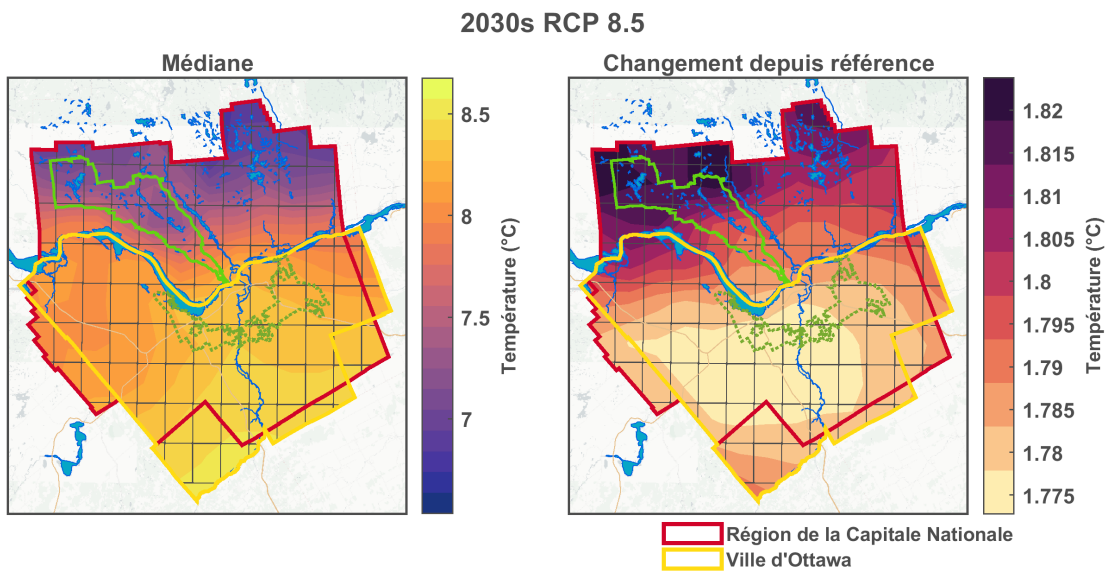 2030s RCP 8.5
Médiane
8.5
8
7.5
7
Température (°C)
Changement depuis référence
1.82
1.815
1.81
1.805
1.8
1.795
1.79
1.785
1.78
1.775
Température (°C)
Région de la Capitale Nationale
Ville d'Ottawa